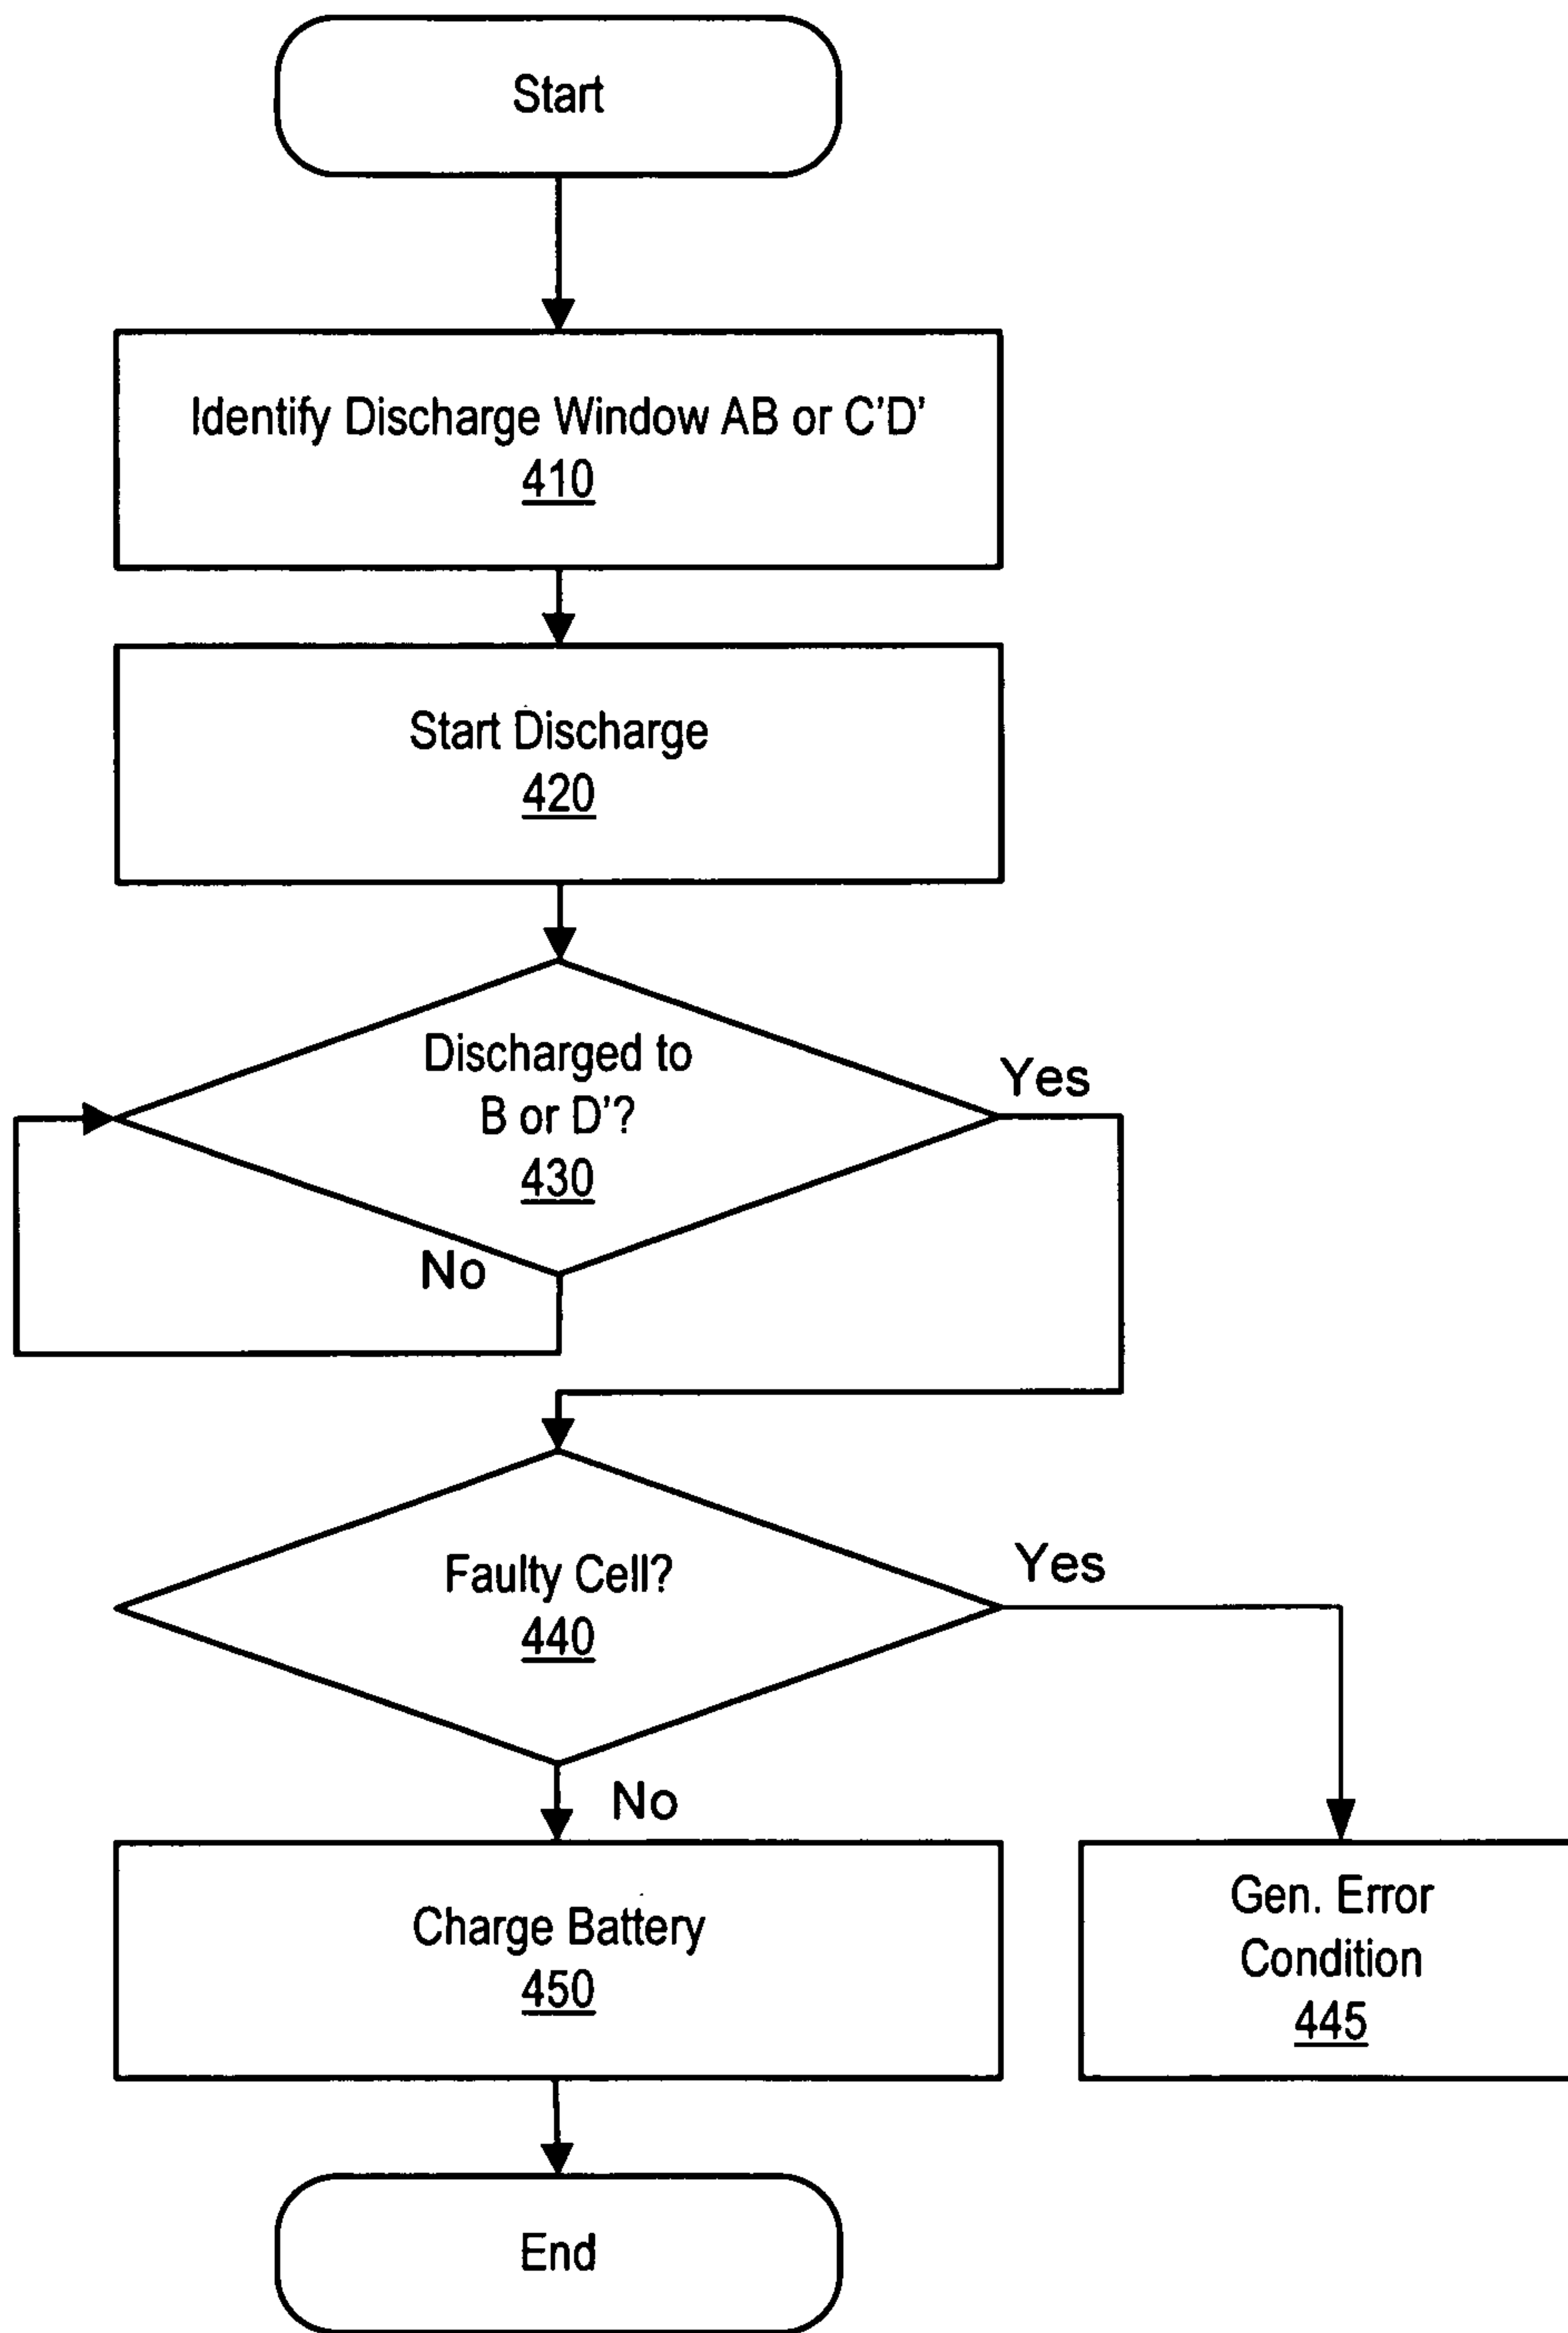 Start
Identify Discharge Window AB or C'D'
410
Start Discharge
420
Discharged to
B or D'?
430
Yes
No
Faulty Cell?
440
Yes
No
Charge Battery
450
Gen. Error
Condition
445
End